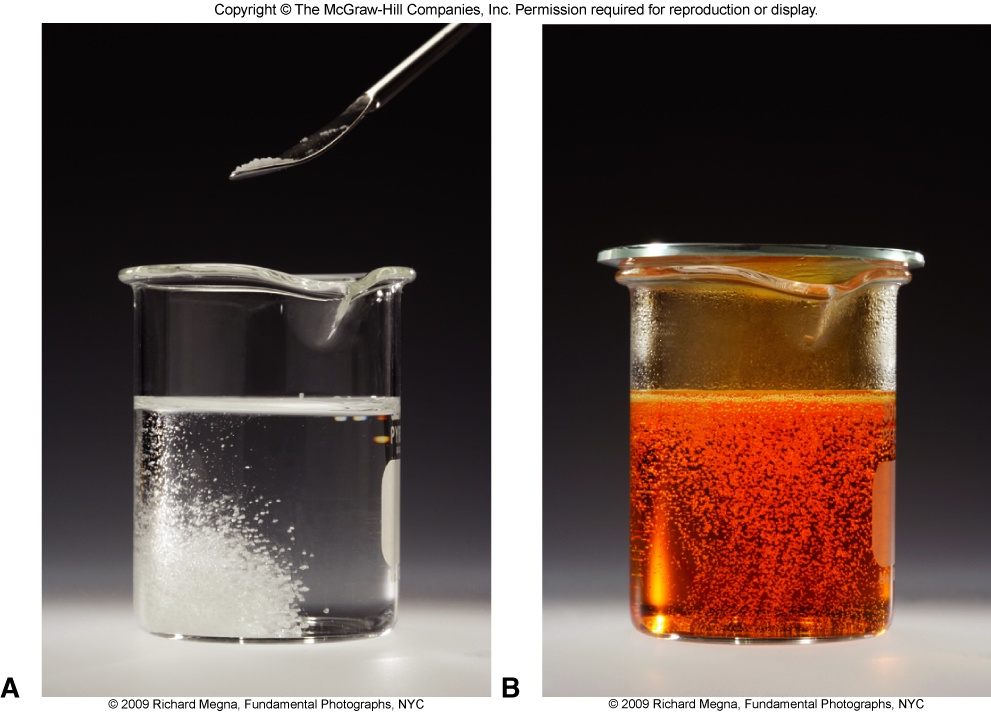 Copyright © The McGraw-Hill Companies, Inc. Permission required for reproduction or display.
A
B
© 2009 Richard Megna, Fundamental Photographs, NYC
© 2009 Richard Megna, Fundamental Photographs, NYC